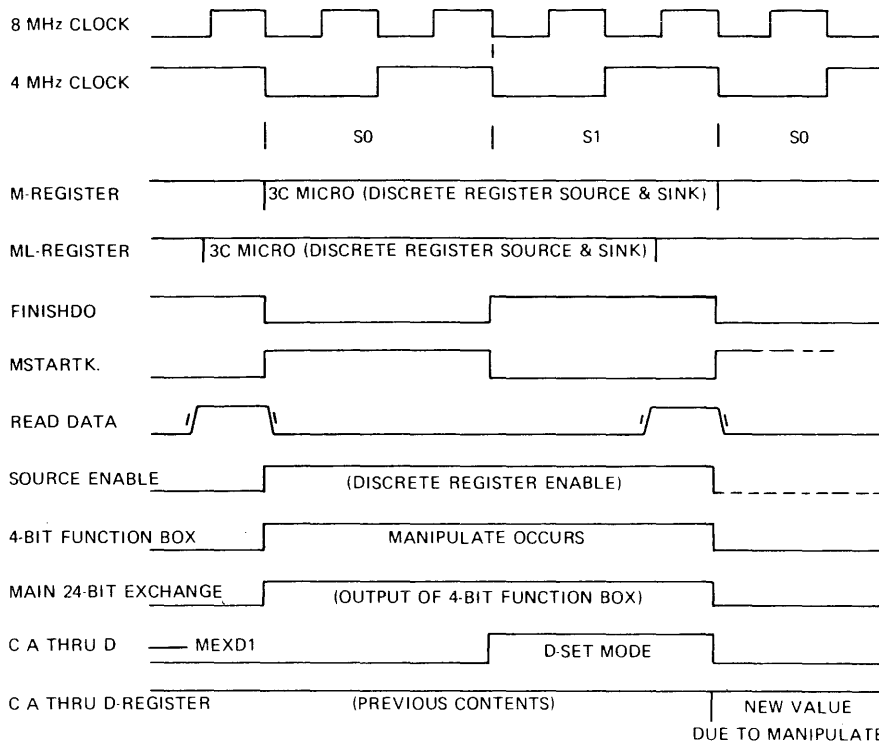 8 MHz CLOCK
4 MHz CLOCK
S0 S1 S0
M-REGISTER 3C MICRO (DISCRETE REGISTER SOURCE & SINK)
ML-REGISTER 3C MICRO (DISCRETE REGISTER SOURCE & SINK)
FINISHDO
MSTARTK.
READ DATA
SOURCE ENABLE (DISCRETE REGISTER ENABLE)
4-BIT FUNCTION BOX MANIPULATE OCCURS
MAIN 24-BIT EXCHANGE (OUTPUT OF 4-BIT FUNCTION BOX)
C A THRU D MEXD1 D-SET MODE
C A THRU D-REGISTER (PREVIOUS CONTENTS) NEW VALUE
DUE TO MANIPULATE